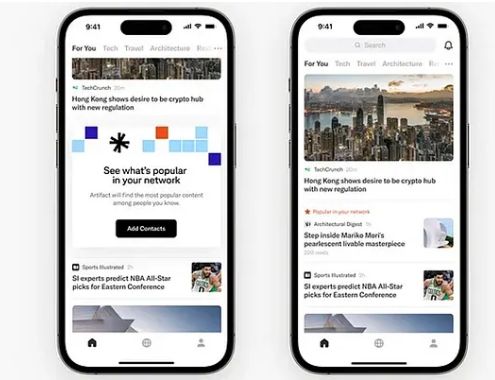 9:41
For You Tech Travel Architecture
TechCrunch 20m
Hong Kong shows desire to be crypto hub
with new regulation
See what's popular
in your network
Artifact will find the most popular content
among people you know.
Add Contacts
Sports Illustrated 2h
SI experts predict NBA All-Star
picks for Eastern Conference
9:41
Search
For You Tech Travel Architecture
TechCrunch 20m
Hong Kong shows desire to be crypto hub
with new regulation
Popular in your network
Architectural Digest 1h
Step inside Mariko Mori's
pearlescent livable masterpiece
Sports Illustrated 2h
SI experts predict NBA All-Star
picks for Eastern Conference